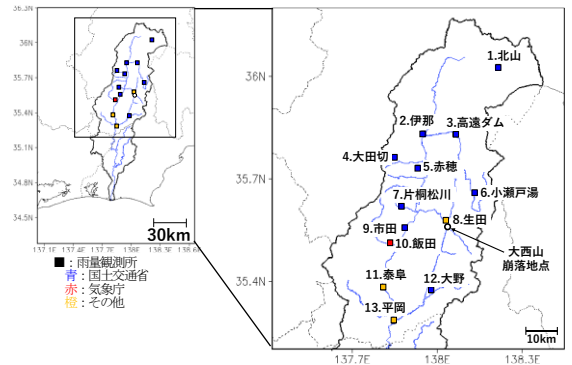 36.2N
36N
35.7N
35.4N
35.1N
34.8N
34.5N
137.1E 137.4E 137.7E 138E 138.3E
30km
■:雨量観測所
青:国土交通省
赤:気象庁
橙:その他
36N
35.7N
35.4N
1.北山
2.伊那
3.高遠ダム
4.大田切
5.赤穂
6.小瀬戸湯
7.片桐松川
8.生田
9.市田
10.飯田
大西山
崩落地点
11.泰阜
12.大野
13.平岡
10km
137.7E 138E 138.3E